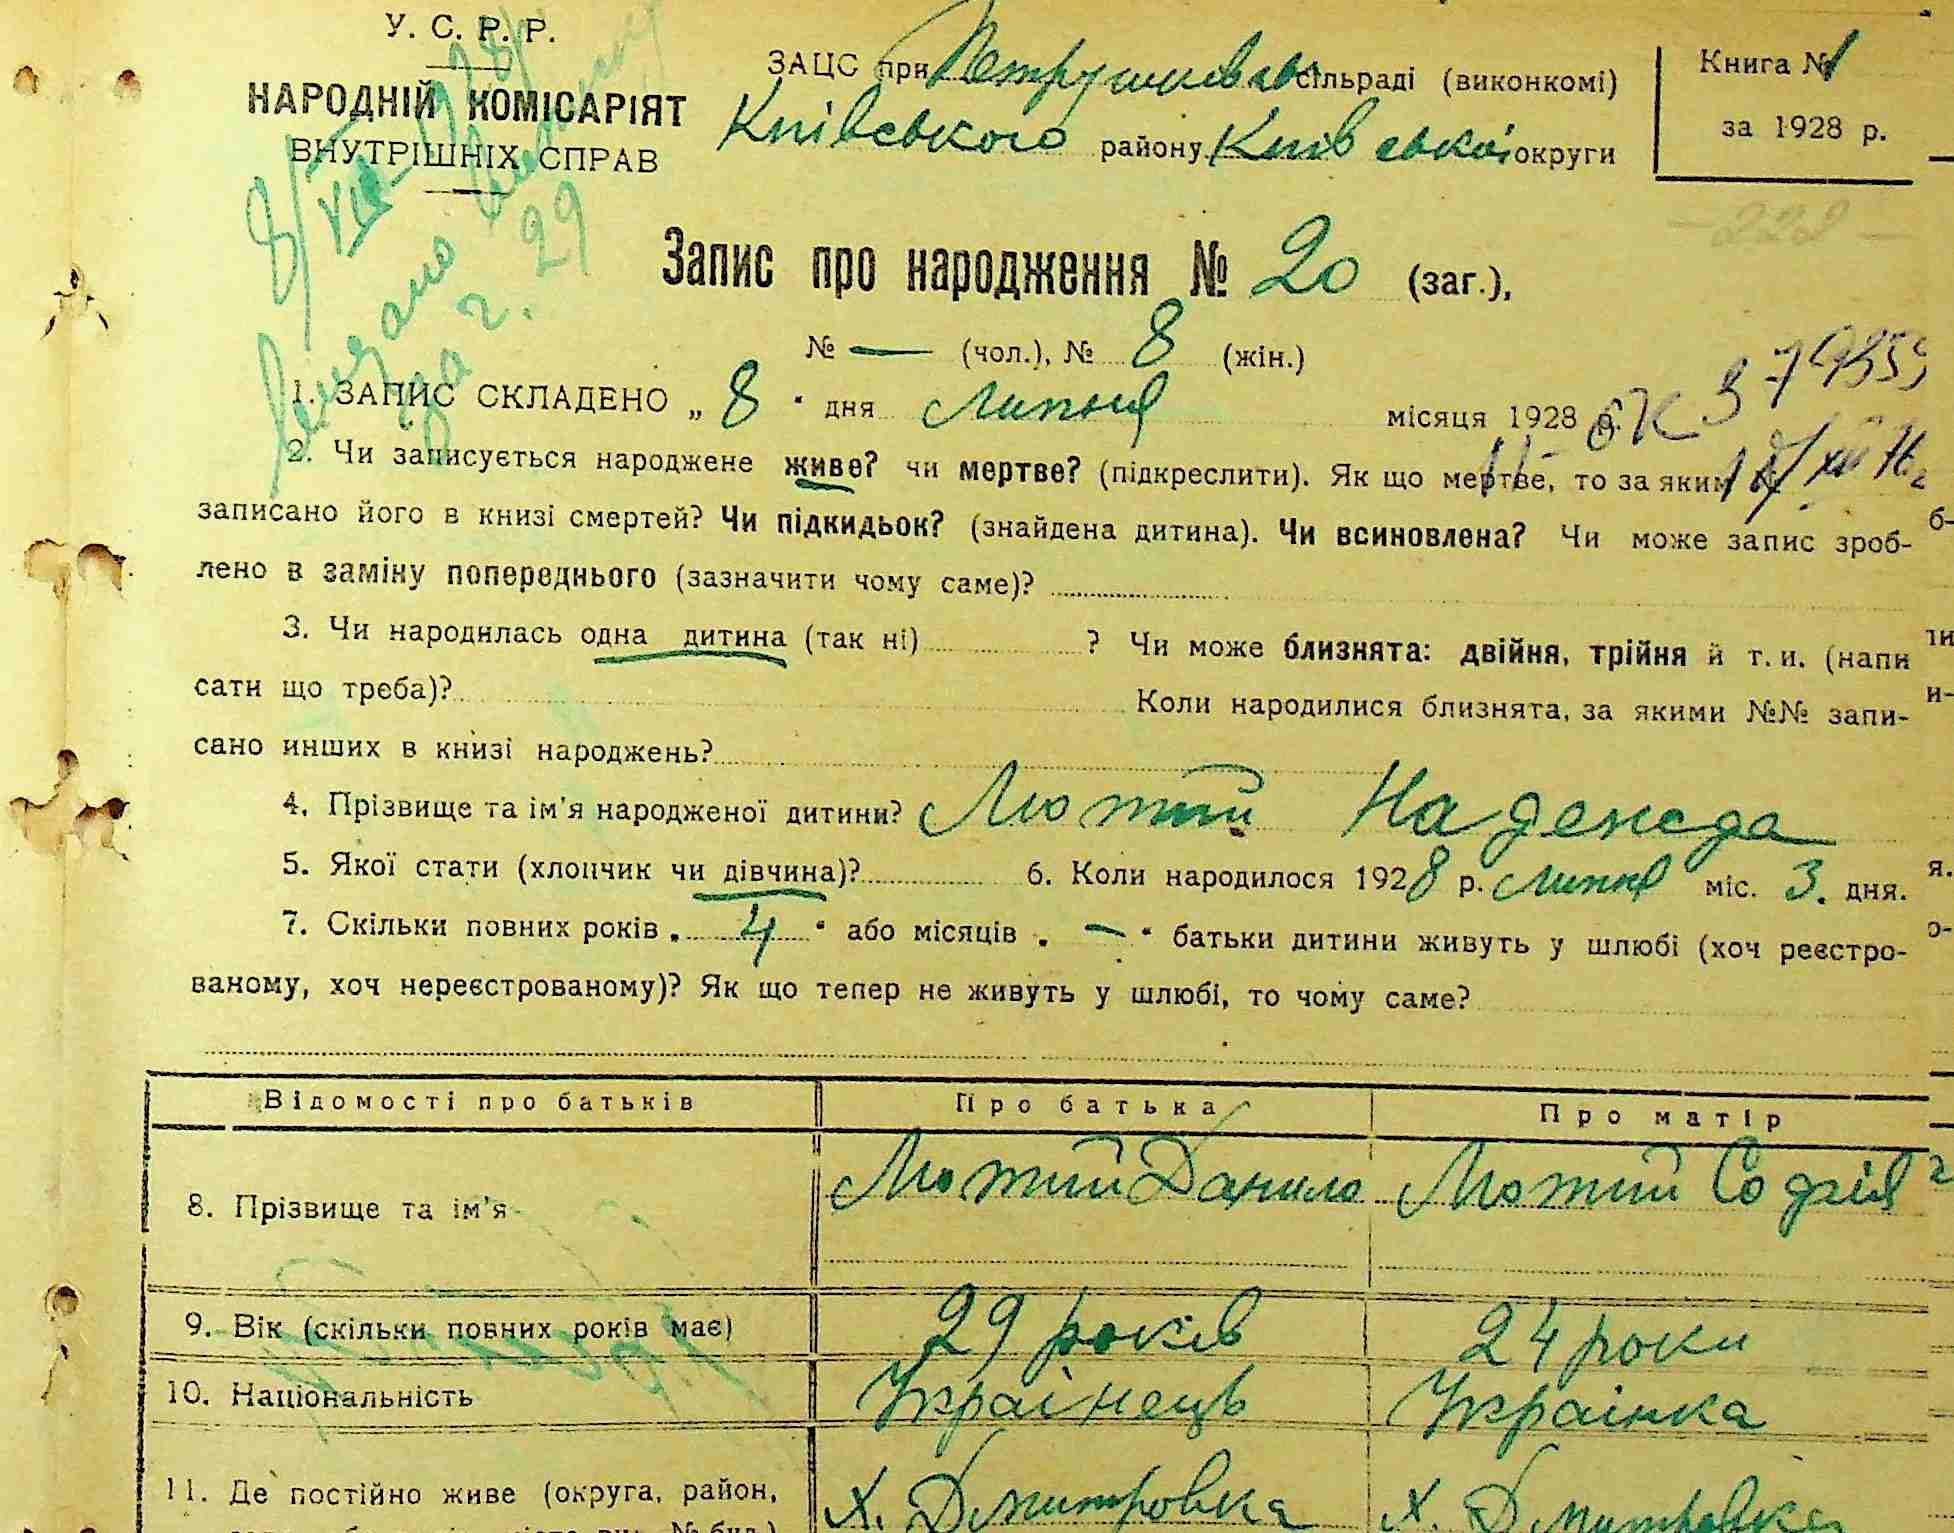 У. С. Р. Р.
НАРОДНІЙ КОМІСАРІЯТ
ВНУТРІШНІХ СПРАВ
ЗАЦС при Петрушківській сільраді (виконкомі)
Київського району Київської округи
Книга № 1
за 1928 р.
- 222 -
Запис про народження № 20 (заг.),
№ — (чол.), № 8 (жін.)
1. ЗАПИС СКЛАДЕНО „ 8 " дня Липня місяця 1928 р.
2. Чи записується народжене живе? чи мертве? (підкреслити). Як що мертве, то за яким №
записано його в книзі смертей? Чи підкидьок? (знайдена дитина). Чи всиновлена? Чи може запис зроб-
лено в заміну попереднього (зазначити чому саме)?
3. Чи народилась одна дитина (так ні) ? Чи може близнята: двійня, трійня й т. и. (напи
сати що треба)? Коли народилися близнята, за якими №№ запи-
сано инших в книзі народжень?
4. Прізвище та ім'я народженої дитини? Лютий Надежда
5. Якої стати (хлопчик чи дівчина)? 6. Коли народилося 1928 р. Липня міс. 3. дня.
7. Скільки повних років „ 4 " або місяців „ — " батьки дитини живуть у шлюбі (хоч реєстро-
ваному, хоч нереєстрованому)? Як що тепер не живуть у шлюбі, то чому саме?
Відомості про батьків Про батька Про матір
8. Прізвище та ім'я Лютий Данило Лютий Софія
9. Вік (скільки повних років має) 29 років 24 роки
10. Національність Українець Українка
11. Де постійно живе (округа, район, х. Дмитровка х. Дмитровка